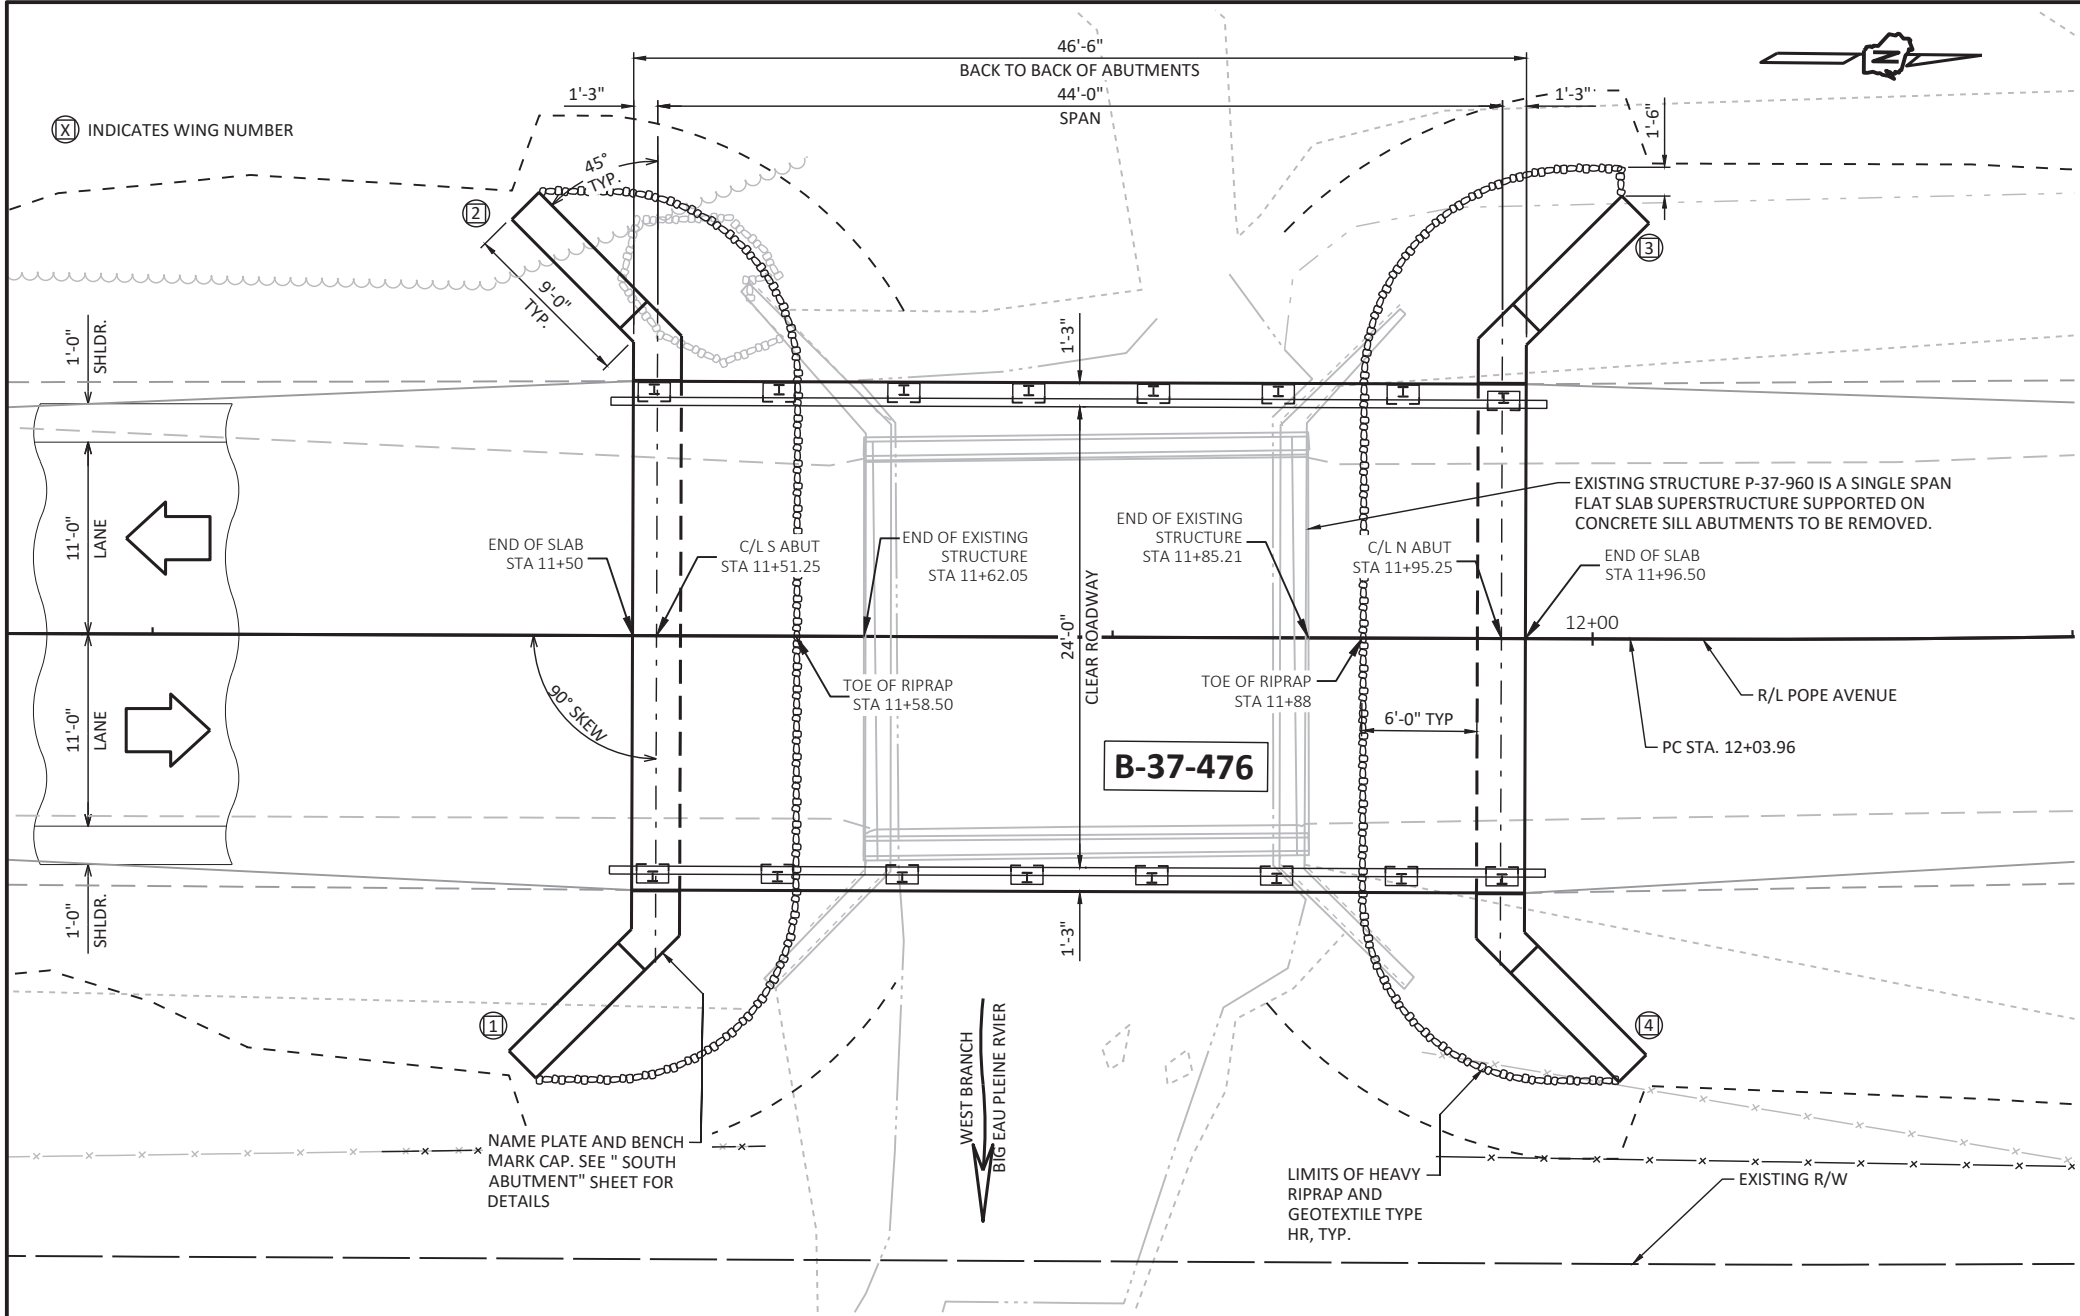 46'-6"
BACK TO BACK OF ABUTMENTS
1'-3"
44'-0"
SPAN
1'-3"
1'-6"
N
X INDICATES WING NUMBER
45°
TYP.
2
3
9'-0"
TYP.
1'-0"
SHLDR.
1'-3"
11'-0"
LANE
EXISTING STRUCTURE P-37-960 IS A SINGLE SPAN
FLAT SLAB SUPERSTRUCTURE SUPPORTED ON
CONCRETE SILL ABUTMENTS TO BE REMOVED.
END OF SLAB
STA 11+50
C/L S ABUT
STA 11+51.25
END OF EXISTING
STRUCTURE
STA 11+62.05
END OF EXISTING
STRUCTURE
STA 11+85.21
C/L N ABUT
STA 11+95.25
END OF SLAB
STA 11+96.50
24'-0"
CLEAR ROADWAY
12+00
11'-0"
LANE
90° SKEW
TOE OF RIPRAP
STA 11+58.50
TOE OF RIPRAP
STA 11+88
6'-0" TYP
R/L POPE AVENUE
PC STA. 12+03.96
B-37-476
1'-0"
SHLDR.
1'-3"
1
4
WEST BRANCH
BIG EAU PLEINE RVIER
NAME PLATE AND BENCH
MARK CAP. SEE " SOUTH
ABUTMENT" SHEET FOR
DETAILS
LIMITS OF HEAVY
RIPRAP AND
GEOTEXTILE TYPE
HR, TYP.
EXISTING R/W